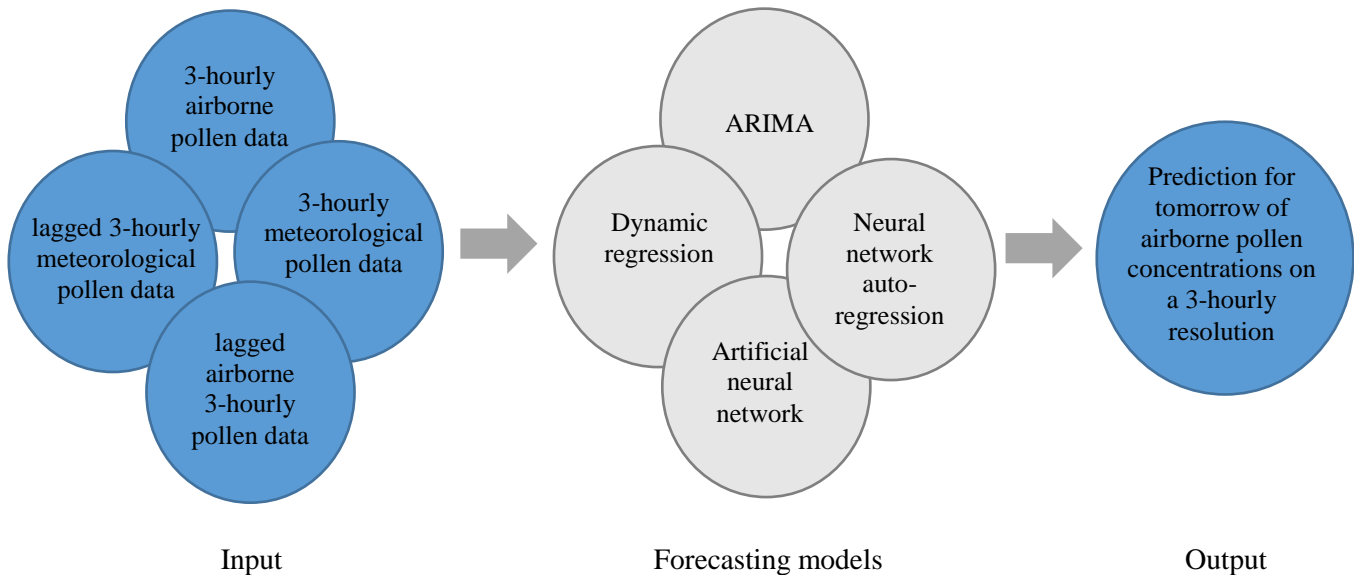 3-hourly
airborne
pollen data
lagged 3-hourly
meteorological
pollen data
3-hourly
meteorological
pollen data
lagged
airborne
3-hourly
pollen data
Input
ARIMA
Dynamic
regression
Neural
network
auto-
regression
Artificial
neural
network
Forecasting models
Prediction for
tomorrow of
airborne pollen
concentrations on
a 3-hourly
resolution
Output